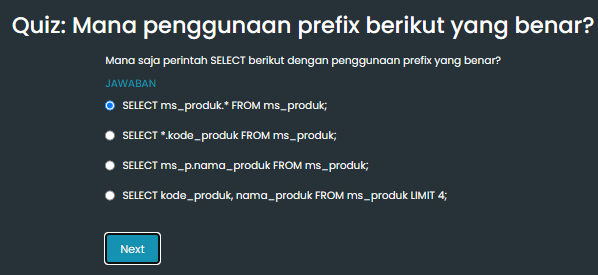 Quiz: Mana penggunaan prefix berikut yang benar?
Mana saja perintah SELECT berikut dengan penggunaan prefix yang benar?
JAWABAN
SELECT ms_produk.* FROM ms_produk;
SELECT *.kode_produk FROM ms_produk;
SELECT ms_p.nama_produk FROM ms_produk;
SELECT kode_produk, nama_produk FROM ms_produk LIMIT 4;
Next